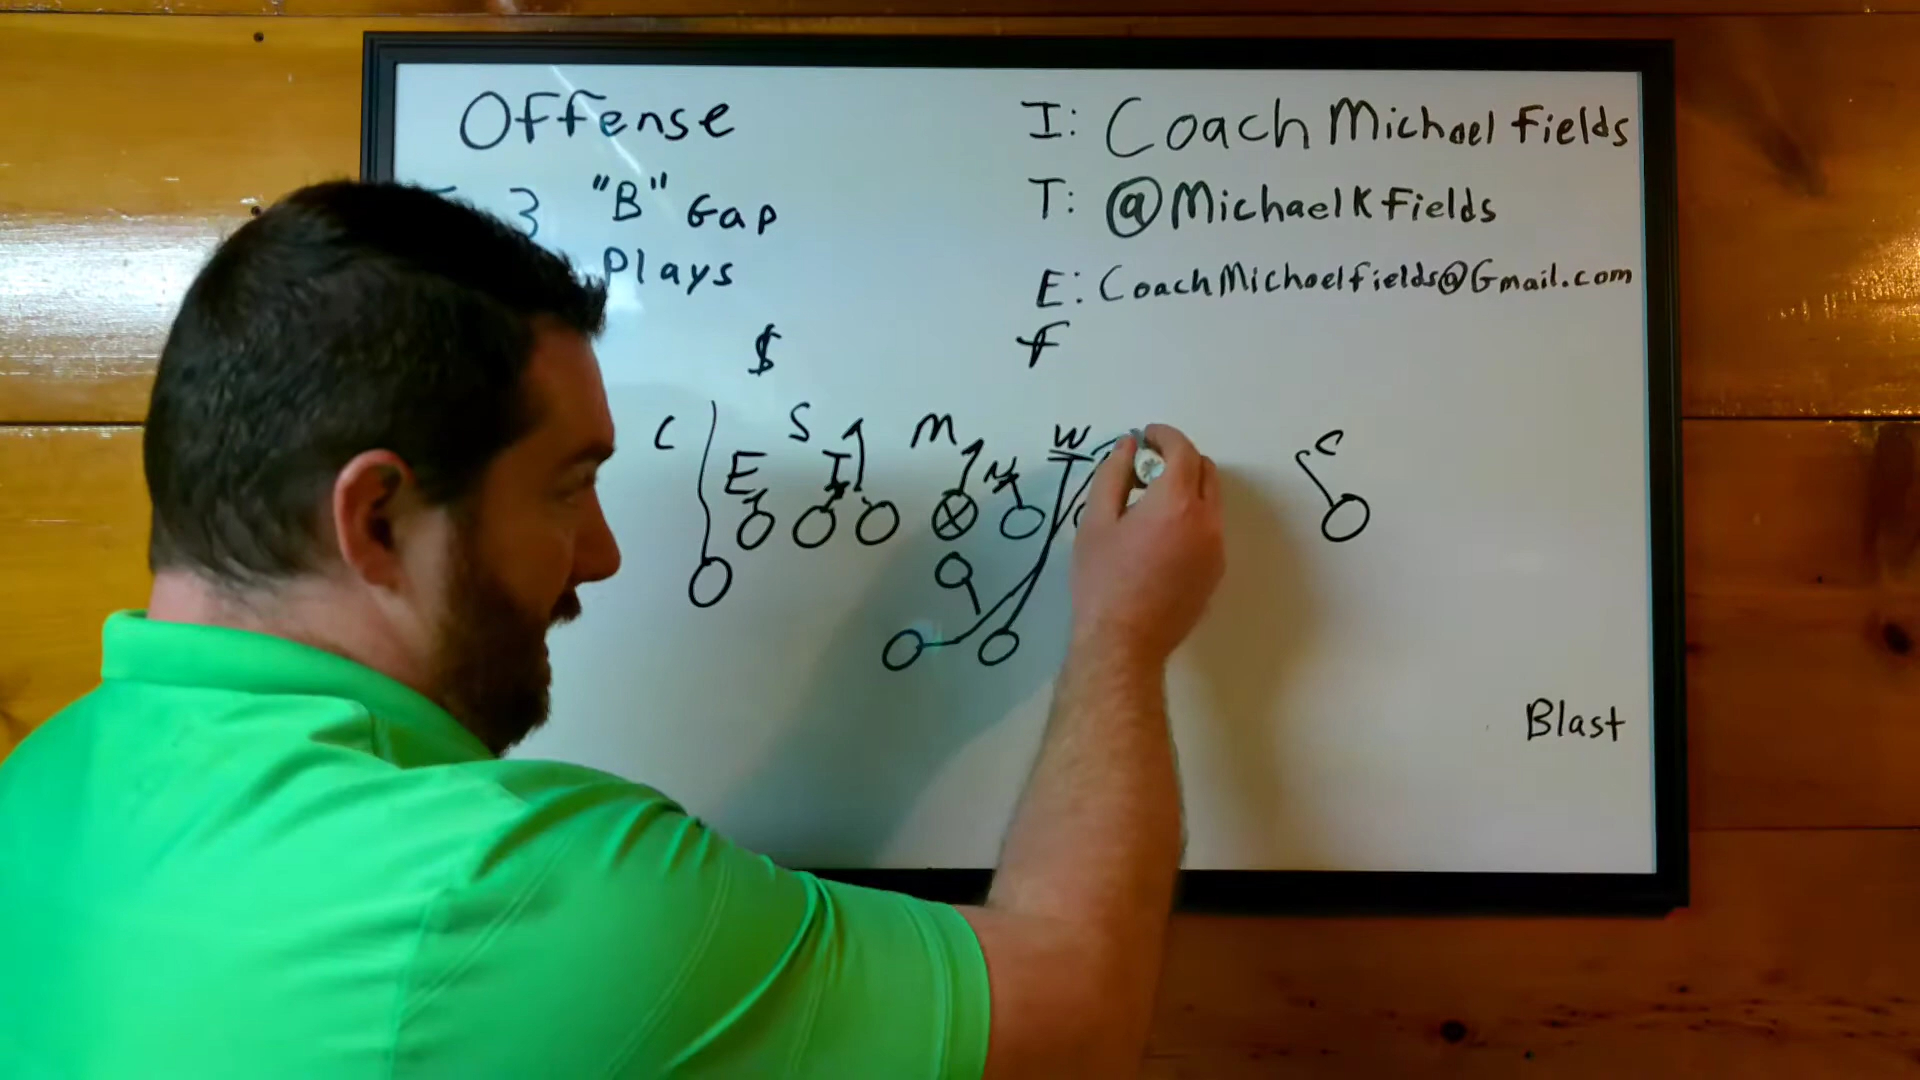 Offense
I: Coach Michael Fields
3 "B" Gap
T: @MichaelKFields
Plays
E: CoachMichaelfields@Gmail.com
$ F
C S M W C
E I N
Blast